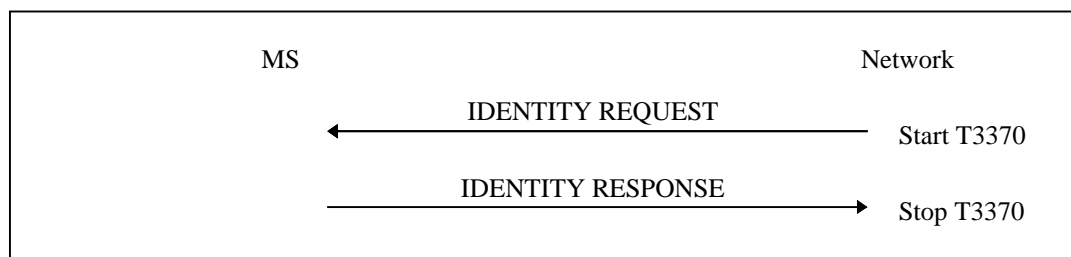 MS
Network
IDENTITY REQUEST
Start T3370
IDENTITY RESPONSE
Stop T3370